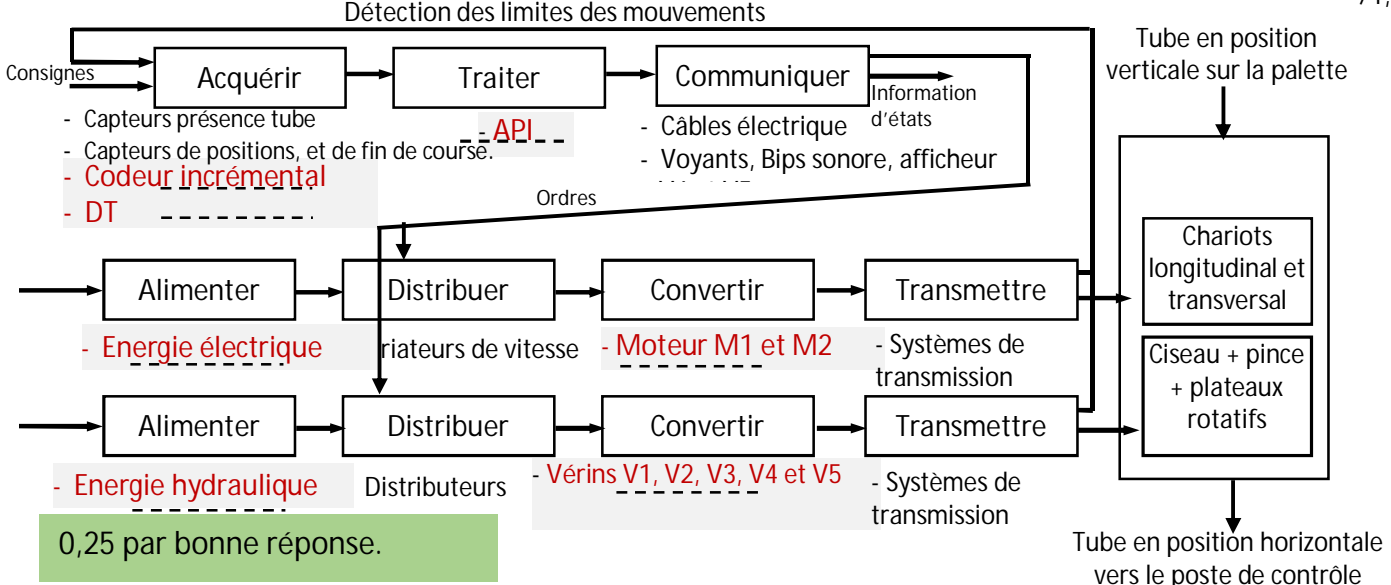 Détection des limites des mouvements
Consignes
Acquérir
Traiter
Communiquer
Information
d'états
Tube en position
verticale sur la palette
- Capteurs présence tube
- Capteurs de positions, et de fin de course.
- Codeur incrémental
- DT
- API
- Câbles électrique
- Voyants, Bips sonore, afficheur
Ordres
Alimenter
Distribuer
Convertir
Transmettre
Chariots
longitudinal et
transversal
- Energie électrique
riateurs de vitesse
- Moteur M1 et M2
- Systèmes de
transmission
Ciseau + pince
+ plateaux
rotatifs
Alimenter
Distribuer
Convertir
Transmettre
- Energie hydraulique
Distributeurs
- Vérins V1, V2, V3, V4 et V5
- Systèmes de
transmission
0,25 par bonne réponse.
Tube en position horizontale
vers le poste de contrôle